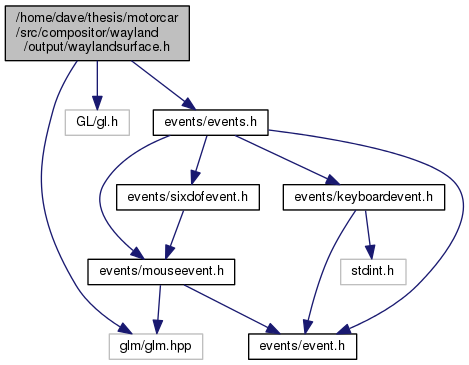 /home/dave/thesis/motorcar
/src/compositor/wayland
/output/waylandsurface.h
GL/gl.h
events/events.h
events/sixdofevent.h
events/keyboardevent.h
events/mouseevent.h
stdint.h
glm/glm.hpp
events/event.h